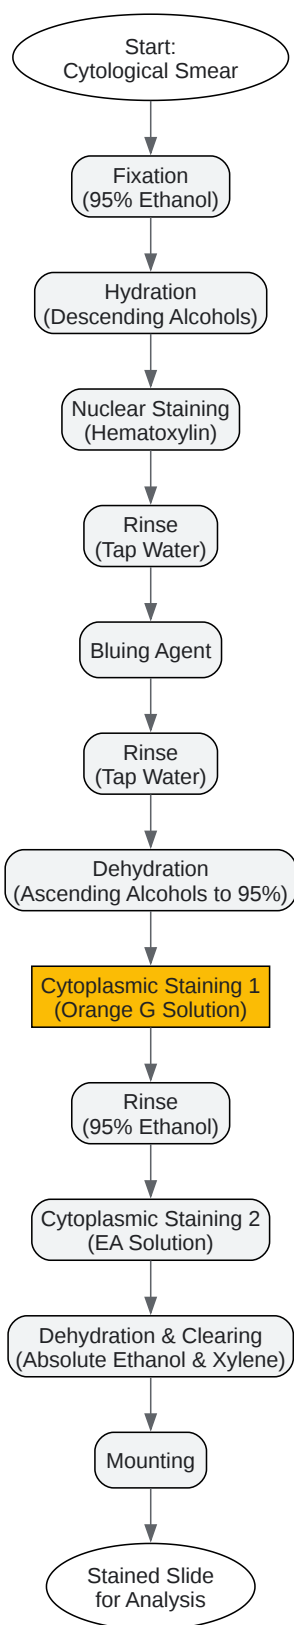 Start:
Cytological Smear
Fixation
(95% Ethanol)
Hydration
(Descending Alcohols)
Nuclear Staining
(Hematoxylin)
Rinse
(Tap Water)
Bluing Agent
Rinse
(Tap Water)
Dehydration
(Ascending Alcohols to 95%)
Cytoplasmic Staining 1
(Orange G Solution)
Rinse
(95% Ethanol)
Cytoplasmic Staining 2
(EA Solution)
Dehydration & Clearing
(Absolute Ethanol & Xylene)
Mounting
Stained Slide
for Analysis